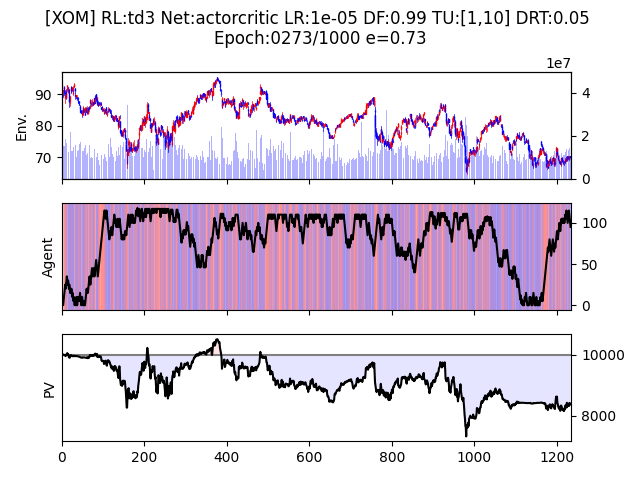 [XOM] RL:td3 Net:actorcritic LR:1e-05 DF:0.99 TU:[1,10] DRT:0.05
Epoch:0273/1000 e=0.73
1e7
Env.
90
80
70
4
2
0
Agent
100
50
0
PV
10000
8000
0 200 400 600 800 1000 1200